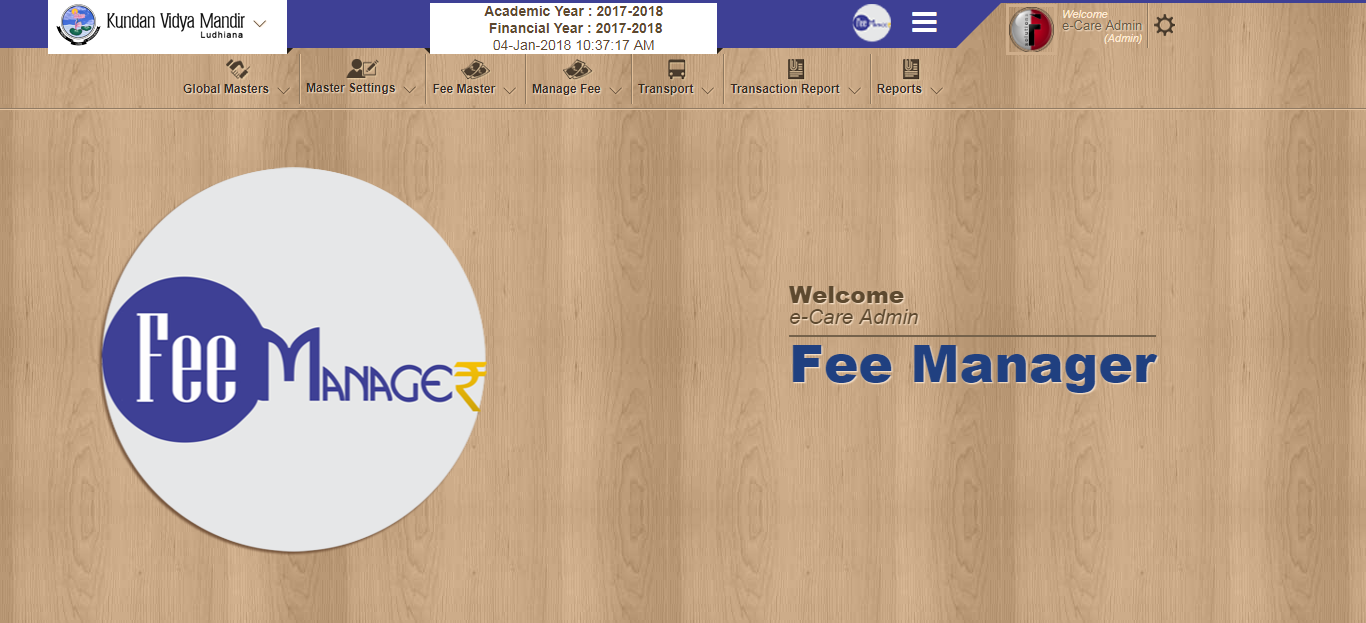 Kundan Vidya Mandir
Ludhiana
Academic Year : 2017-2018
Financial Year : 2017-2018
04-Jan-2018 10:37:17 AM
Fee Manager
Welcome
e-Care Admin
(Admin)
Global Masters
Master Settings
Fee Master
Manage Fee
Transport
Transaction Report
Reports
Fee Manage₹
Welcome
e-Care Admin
Fee Manager